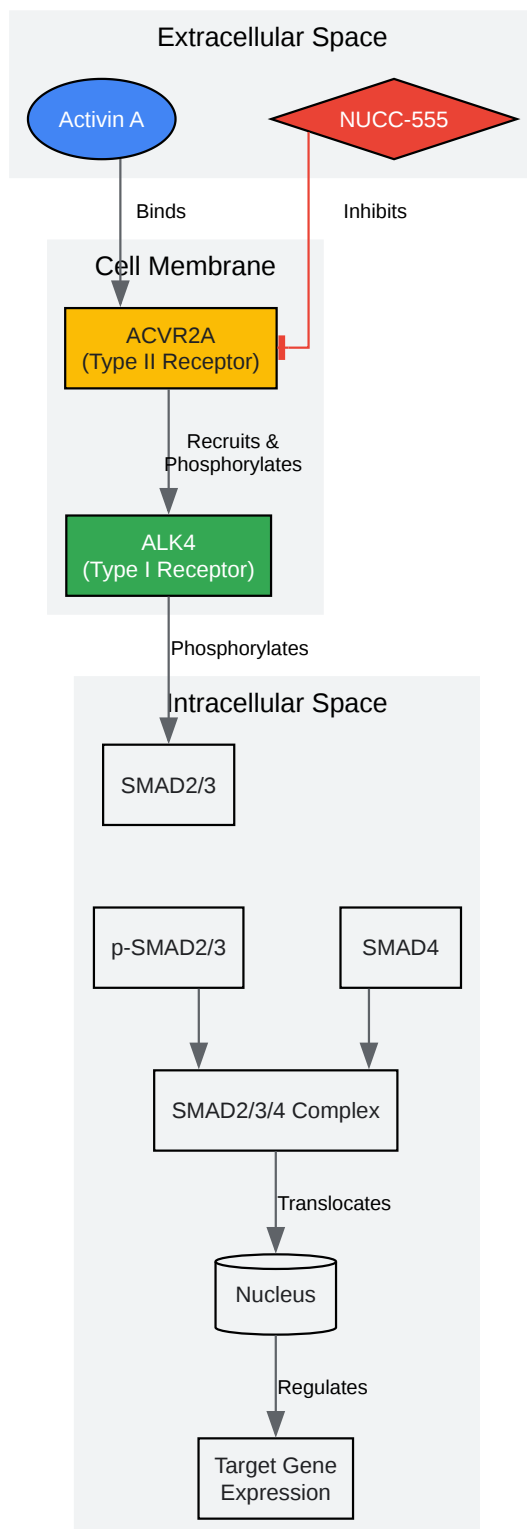 Extracellular Space
Activin A
NUCC-555
Binds
Inhibits
Cell Membrane
ACVR2A
(Type II Receptor)
Recruits &
Phosphorylates
ALK4
(Type I Receptor)
Phosphorylates
Intracellular Space
SMAD2/3
p-SMAD2/3
SMAD4
SMAD2/3/4 Complex
Translocates
Nucleus
Regulates
Target Gene
Expression